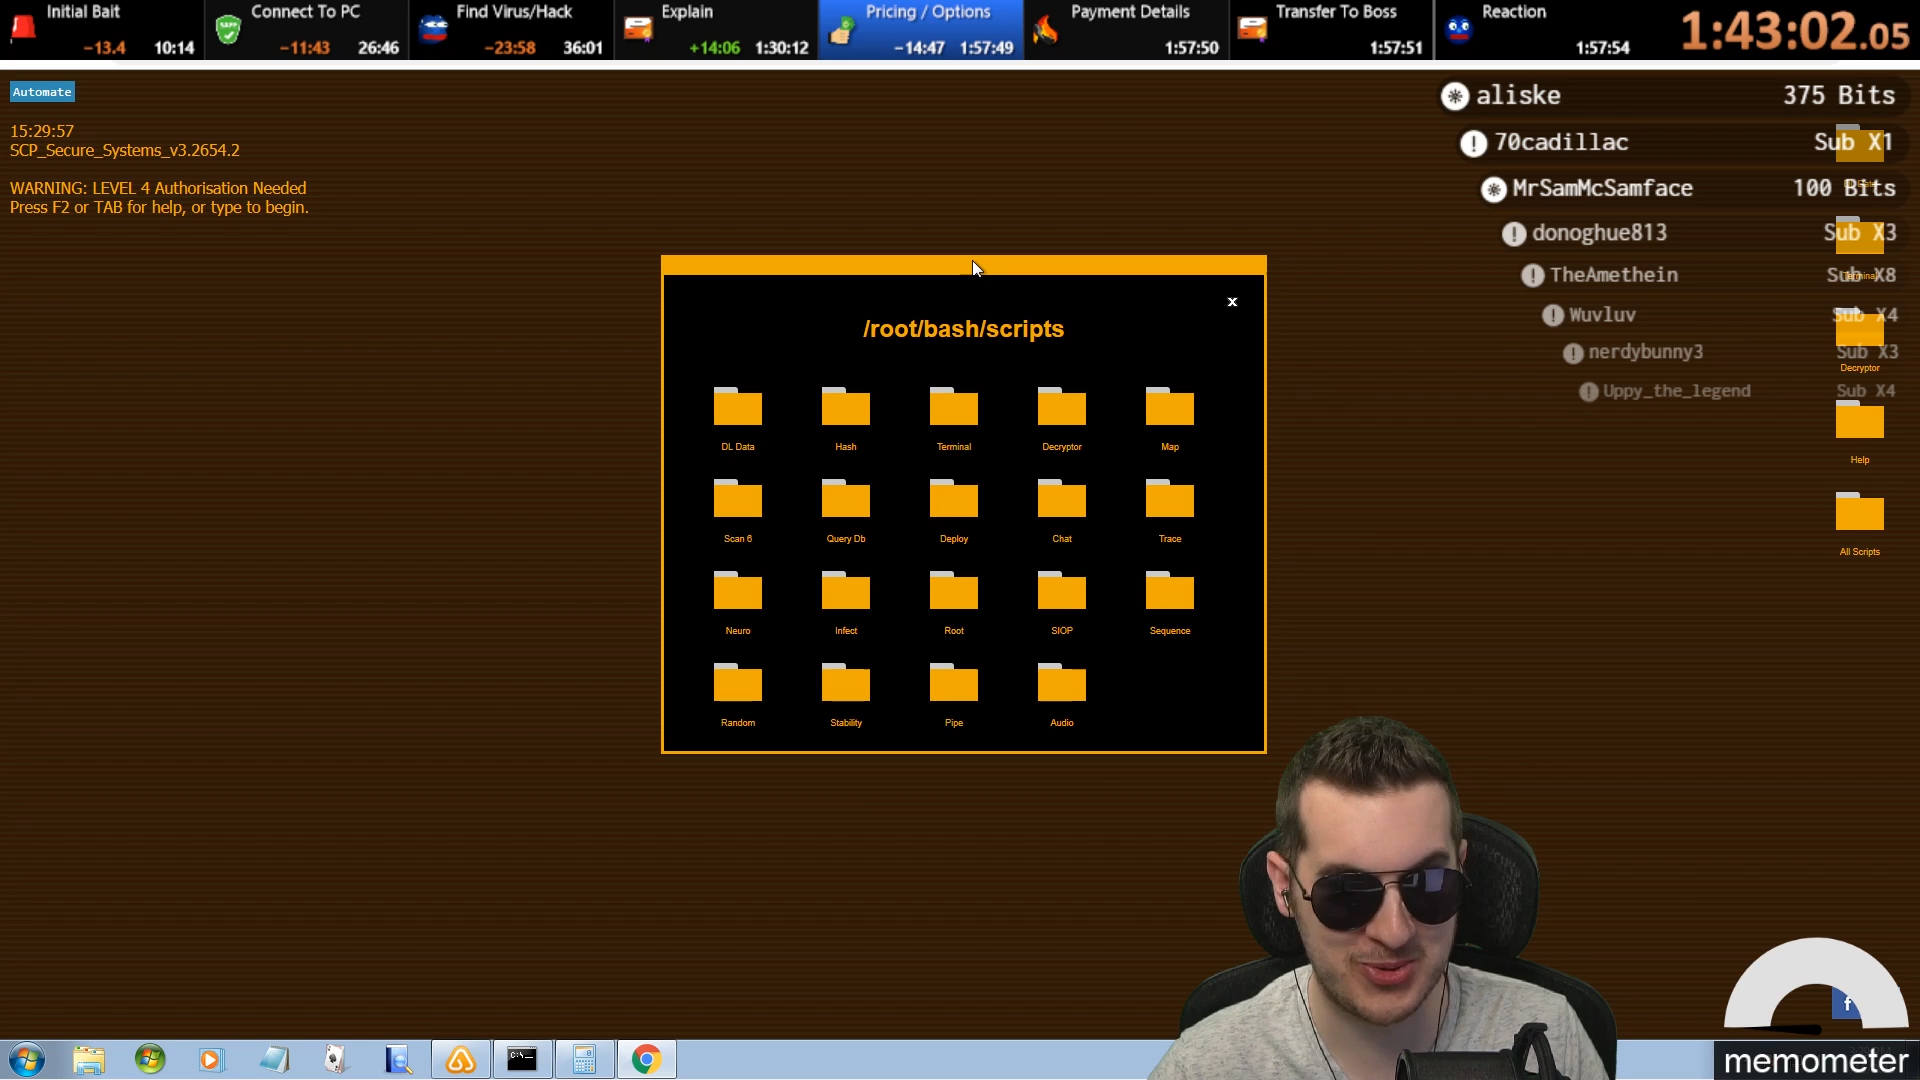 Initial Bait
−13.4 10:14
Connect To PC
−11:43 26:46
Find Virus/Hack
−23:58 36:01
Explain
+14:06 1:30:12
Pricing / Options
−14:47 1:57:49
Payment Details
1:57:50
Transfer To Boss
1:57:51
Reaction
1:57:54
1:43:02.05
Automate
15:29:57
SCP_Secure_Systems_v3.2654.2
WARNING: LEVEL 4 Authorisation Needed
Press F2 or TAB for help, or type to begin.
aliske 375 Bits
70cadillac Sub X1
MrSamMcSamface 100 Bits
donoghue813 Sub X3
TheAmethein Sub X8
Wuvluv Sub X4
nerdybunny3 Sub X3
Uppy_the_legend Sub X4
Terminal
Decryptor
Help
All Scripts
x
/root/bash/scripts
DL Data Hash Terminal Decryptor Map
Scan 6 Query Db Deploy Chat Trace
Neuro Infect Root SIOP Sequence
Random Stability Pipe Audio
C:\_
f
memometer